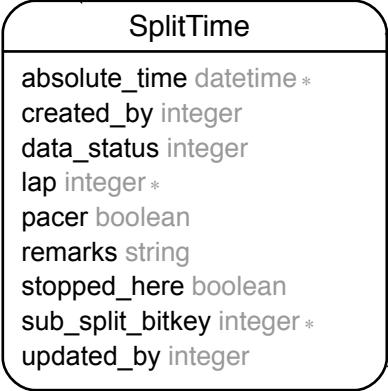 SplitTime
absolute_time datetime *
created_by integer
data_status integer
lap integer *
pacer boolean
remarks string
stopped_here boolean
sub_split_bitkey integer *
updated_by integer